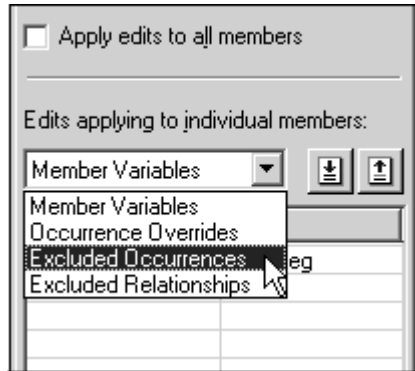 Apply edits to all members
Edits applying to individual members:
Member Variables
Member Variables
Occurrence Overrides
Excluded Occurrences
eg
Excluded Relationships